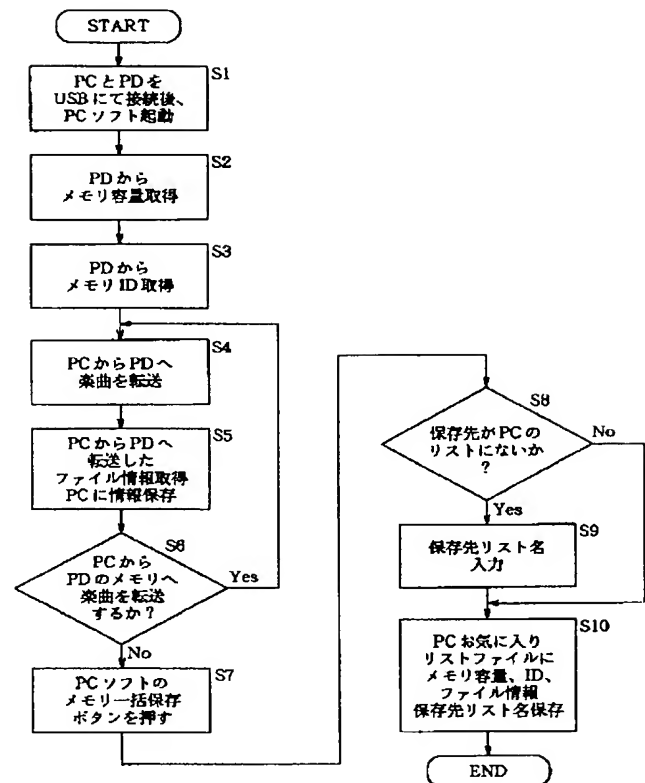 START
S1
PCとPDを
USBにて接続後、
PCソフト起動
S2
PDから
メモリ容量取得
S3
PDから
メモリID取得
S4
PCからPDへ
楽曲を転送
S5
PCからPDへ
転送した
ファイル情報取得
PCに情報保存
S6
PCから
PDのメモリへ
楽曲を転送
するか?
Yes
No
S7
PCソフトの
メモリ一括保存
ボタンを押す
S8
保存先がPCの
リストにないか
?
No
Yes
S9
保存先リスト名
入力
S10
PCお気に入り
リストファイルに
メモリ容量、ID、
ファイル情報
保存先リスト名保存
END